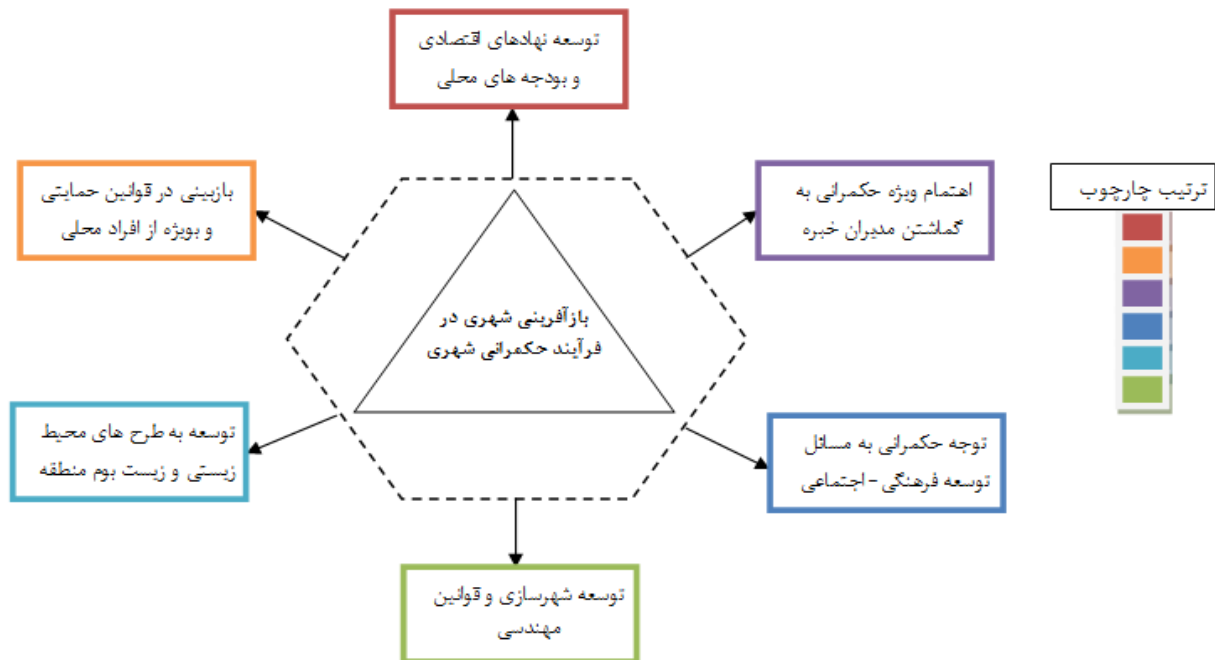 توسعه نهادهای اقتصادی
و بودجه های محلی
اهتمام ویژه حکمرانی به
گماشتن مدیران خبره
بازبینی در قوانین حمایتی
و بویژه از افراد محلی
ترتیب چارچوب
بازآفرینی شهری در
فرآیند حکمرانی شهری
توجه حکمرانی به مسائل
توسعه فرهنگی - اجتماعی
توسعه به طرح های محیط
زیستی و زیست بوم منطقه
توسعه شهرسازی و قوانین
مهندسی